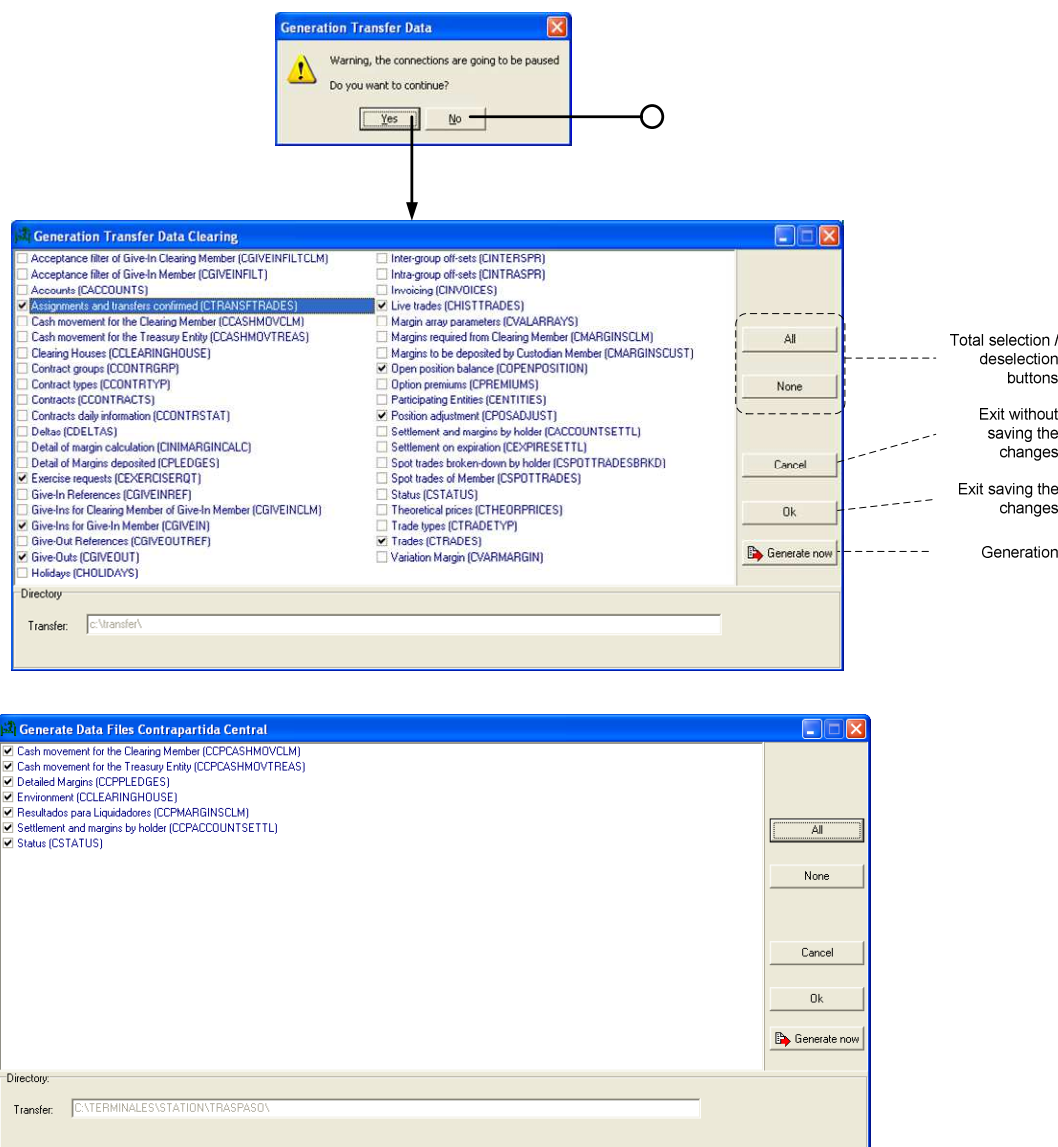 Generation Transfer Data
Warning, the connections are going to be paused
Do you want to continue?
Yes
No
Generation Transfer Data Clearing
Acceptance filter of Give-In Clearing Member (CGIVEINFILTCLM)
Acceptance filter of Give-In Member (CGIVEINFILT)
Accounts (CACCOUNTS)
Assignments and transfers confirmed (CTRANSFTRADES)
Cash movement for the Clearing Member (CCASHMOVCLM)
Cash movement for the Treasury Entity (CCASHMOVTREAS)
Clearing Houses (CCLEARINGHOUSE)
Contract groups (CCONTRGRP)
Contract types (CCONTRTYP)
Contracts (CCONTRACTS)
Contracts daily information (CCONTRSTAT)
Deltas (CDELTAS)
Detail of margin calculation (CINIMARGINCALC)
Detail of Margins deposited (CPLEDGES)
Exercise requests (CEXERCISERQT)
Give-In References (CGIVEINREF)
Give-Ins for Clearing Member of Give-In Member (CGIVEINCLM)
Give-Ins for Give-In Member (CGIVEIN)
Give-Out References (CGIVEOUTREF)
Give-Outs (CGIVEOUT)
Holidays (CHOLIDAYS)
Inter-group off-sets (CINTERSPR)
Intra-group off-sets (CINTRASPR)
Invoicing (CINVOICES)
Live trades (CHISTTRADES)
Margin array parameters (CVALARRAYS)
Margins required from Clearing Member (CMARGINSCLM)
Margins to be deposited by Custodian Member (CMARGINSCUST)
Open position balance (COPENPOSITION)
Option premiums (CPREMIUMS)
Participating Entities (CENTITIES)
Position adjustment (CPOSADJUST)
Settlement and margins by holder (CACCOUNTSETTL)
Settlement on expiration (CEXPIRESETTL)
Spot trades broken-down by holder (CSPOTTRADESBRKD)
Spot trades of Member (CSPOTTRADES)
Status (CSTATUS)
Theoretical prices (CTHEORPRICES)
Trade types (CTRADETYP)
Trades (CTRADES)
Variation Margin (CVARMARGIN)
All
None
Cancel
Ok
Generate now
Total selection /
deselection
buttons
Exit without
saving the
changes
Exit saving the
changes
Generation
Directory
Transfer:
c:\transfer\
Generate Data Files Contrapartida Central
Cash movement for the Clearing Member (CCPCASHMOVCLM)
Cash movement for the Treasury Entity (CCPCASHMOVTREAS)
Detailed Margins (CCPPLEDGES)
Environment (CCLEARINGHOUSE)
Resultados para Liquidadores (CCPMARGINSCLM)
Settlement and margins by holder (CCPACCOUNTSETTL)
Status (CSTATUS)
All
None
Cancel
Ok
Generate now
Directory:
Transfer:
C:\TERMINALES\STATION\TRASPASO\